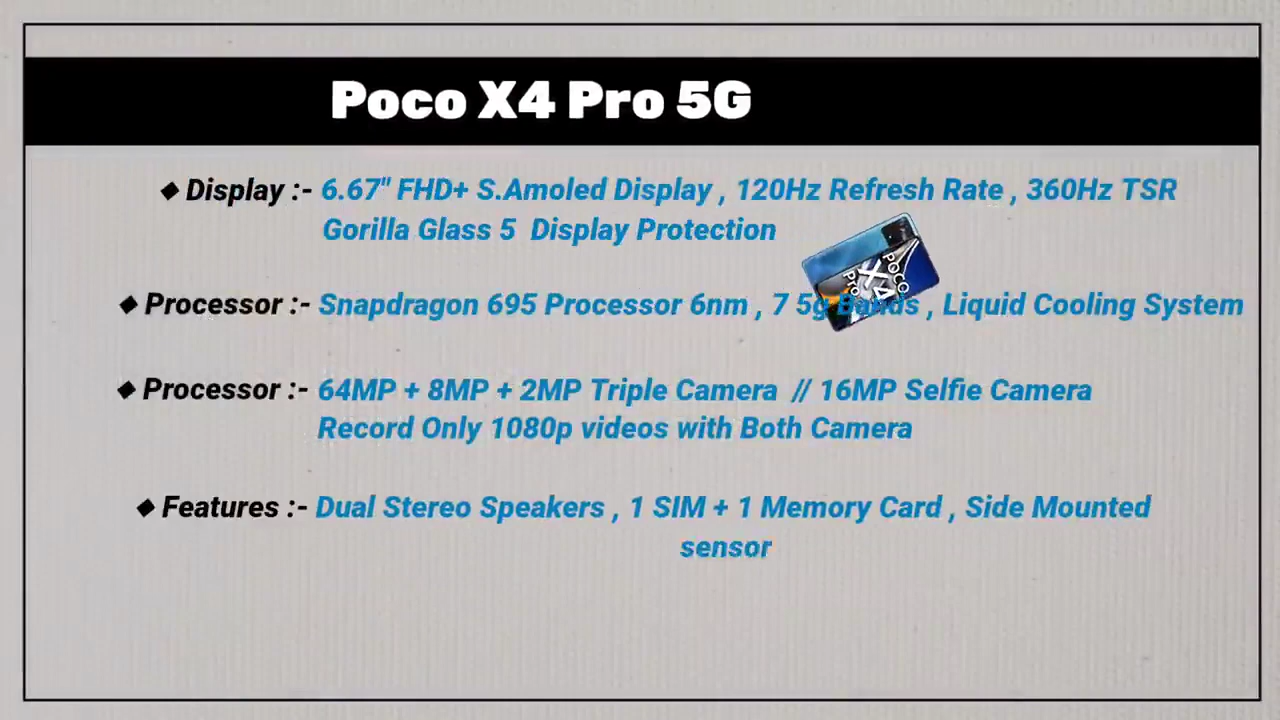 Poco X4 Pro 5G
◆ Display :- 6.67" FHD+ S.Amoled Display , 120Hz Refresh Rate , 360Hz TSR
Gorilla Glass 5 Display Protection
◆ Processor :- Snapdragon 695 Processor 6nm , 7 5g Bands , Liquid Cooling System
◆ Processor :- 64MP + 8MP + 2MP Triple Camera // 16MP Selfie Camera
Record Only 1080p videos with Both Camera
◆ Features :- Dual Stereo Speakers , 1 SIM + 1 Memory Card , Side Mounted
sensor
POCO
X4
Pro